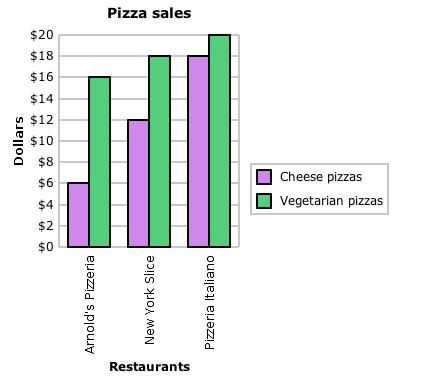 Pizza sales
$20
$18
$16
$14
$12
$10
$8
$6
$4
$2
$0
Dollars
Arnold's Pizzeria
New York Slice
Pizzeria Italiano
Restaurants
Cheese pizzas
Vegetarian pizzas